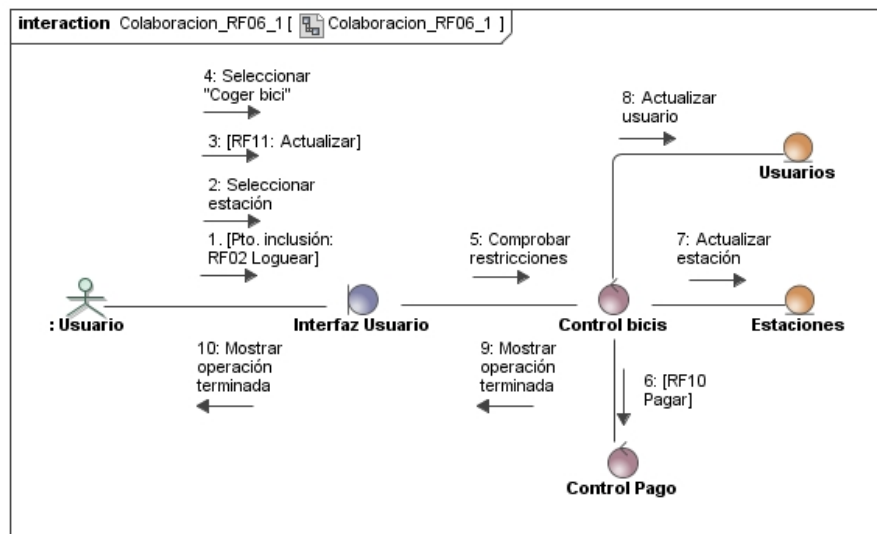 interaction Colaboracion_RF06_1 [ Colaboracion_RF06_1 ]
4: Seleccionar
"Coger bici"
3: [RF11: Actualizar]
2: Seleccionar
estación
1. [Pto. inclusión:
RF02 Loguear]
5: Comprobar
restricciones
8: Actualizar
usuario
Usuarios
7: Actualizar
estación
: Usuario
Interfaz Usuario
Control bicis
Estaciones
10: Mostrar
operación
terminada
9: Mostrar
operación
terminada
6: [RF10
Pagar]
Control Pago